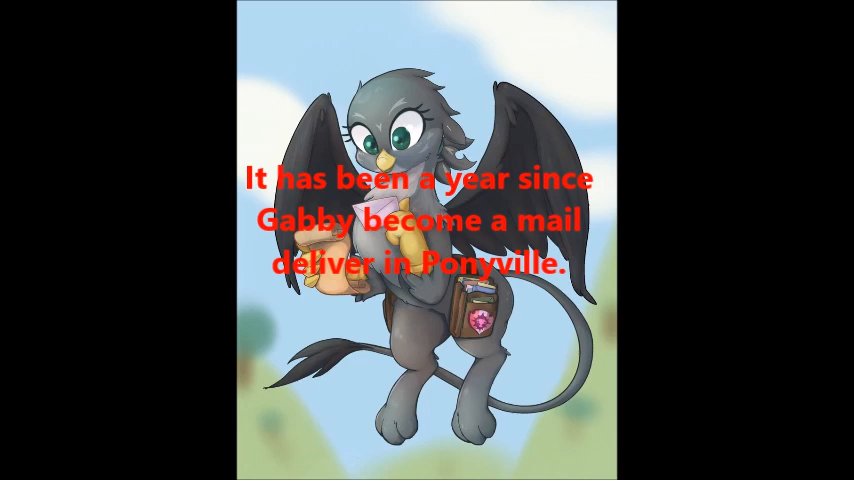 It has been a year since
Gabby become a mail
deliver in Ponyville.